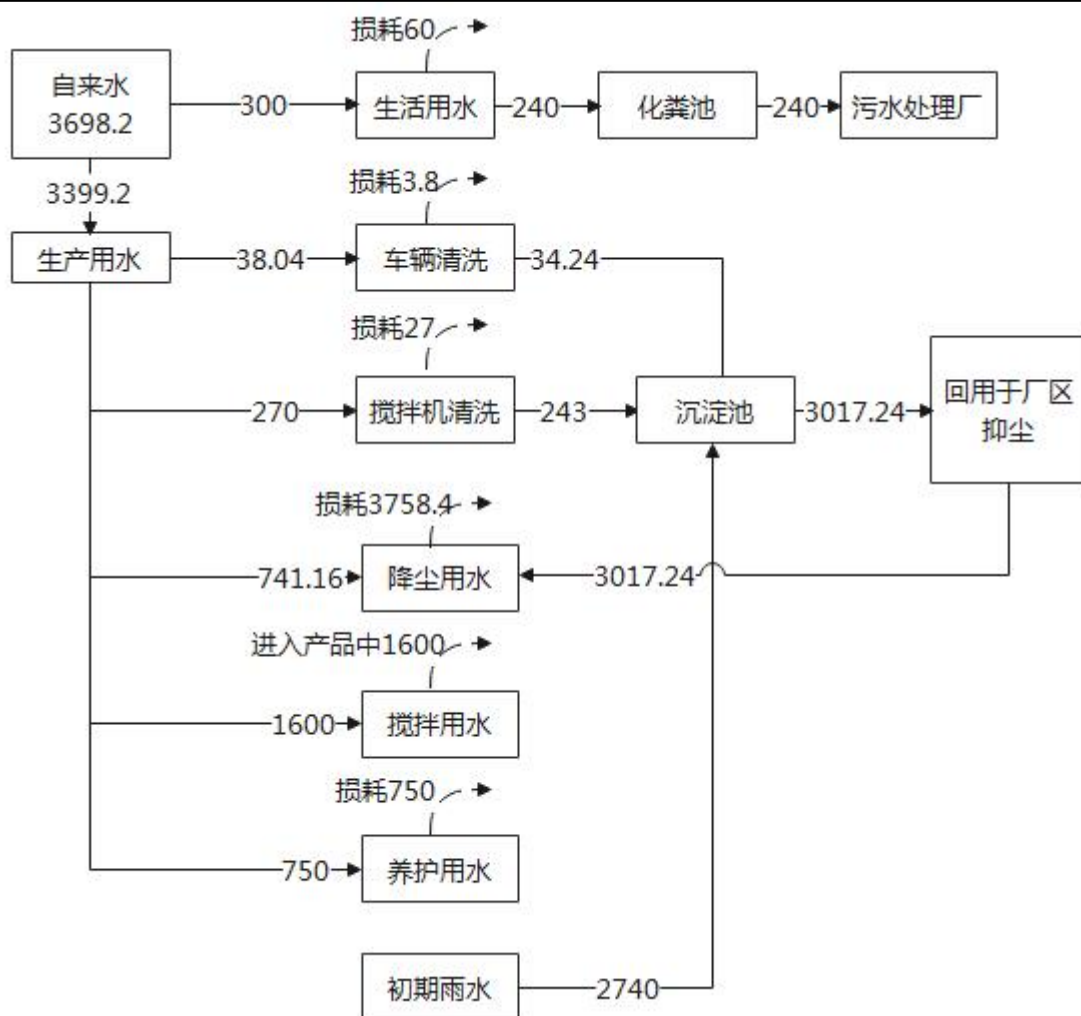 损耗60
自来水
3698.2
300
生活用水
240
化粪池
240
污水处理厂
3399.2
损耗3.8
生产用水
38.04
车辆清洗
34.24
损耗27
270
搅拌机清洗
243
沉淀池
3017.24
回用于厂区
抑尘
损耗3758.4
741.16
降尘用水
3017.24
进入产品中1600
1600
搅拌用水
损耗750
750
养护用水
初期雨水
2740